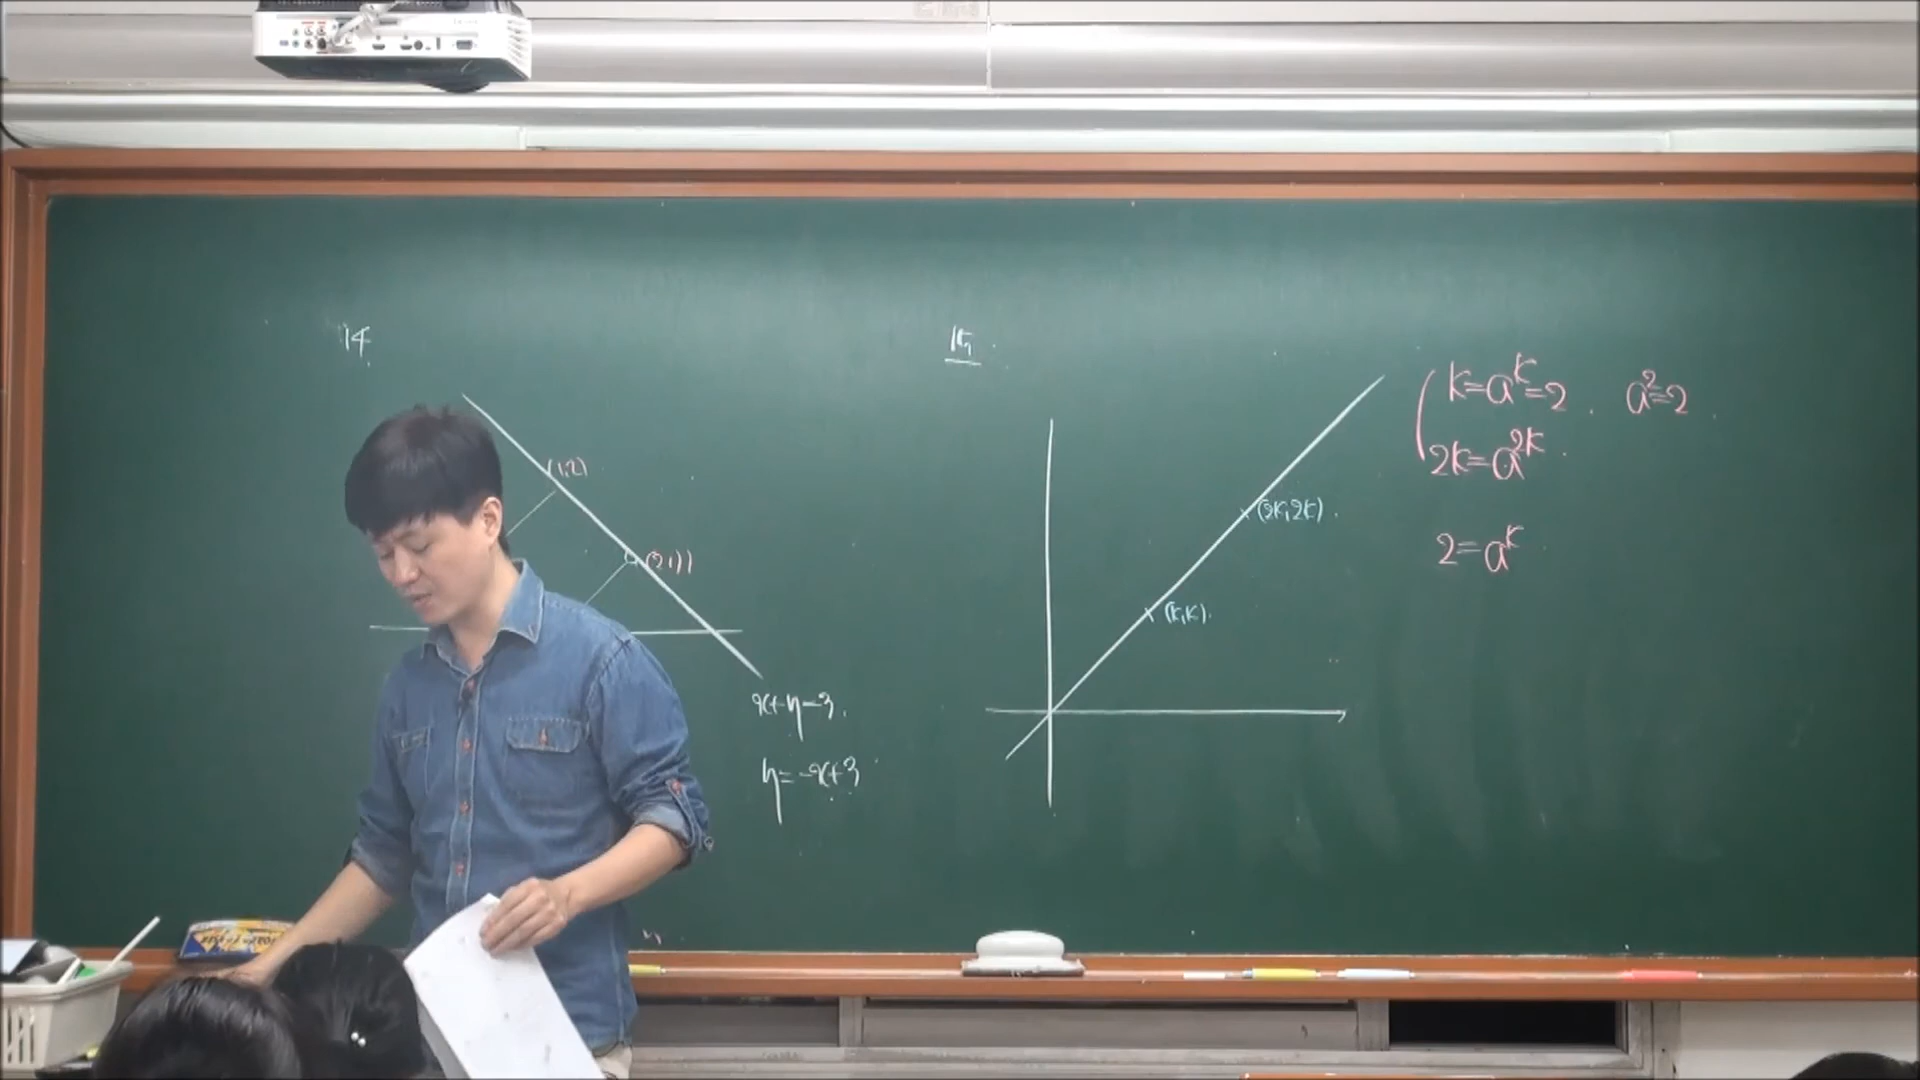 14
(1,2)
(2,1)
x+y=3.
y=-x+3
15
(2k,2k).
(k,k).
k=a^k=2. a^2=2
2k=a^{2k}.
2=a^k